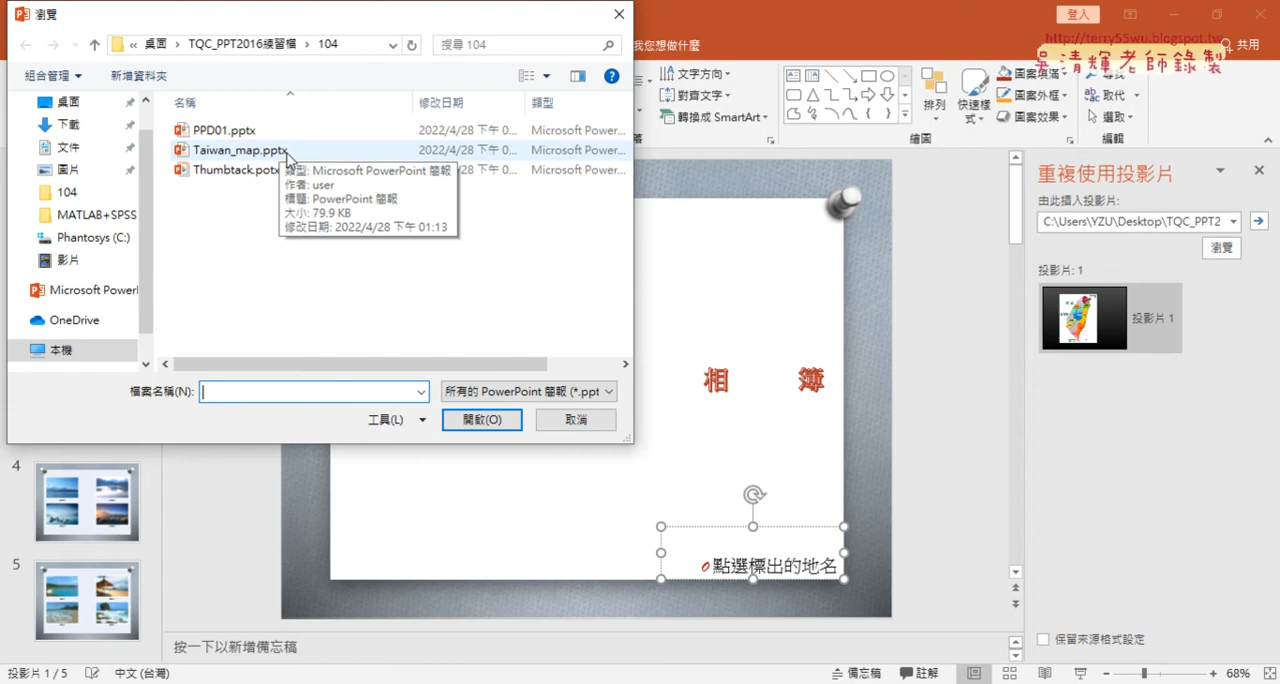 瀏覽
« 桌面 › TQC_PPT2016練習檔 › 104
搜尋 104
組合管理
新增資料夾
名稱
修改日期
類型
桌面
下載
文件
圖片
104
MATLAB+SPSS
Phantosys (C:)
影片
Microsoft PowerI
OneDrive
本機
PPD01.pptx
2022/4/28 下午 0...
Microsoft Power...
Taiwan_map.pptx
2022/4/28 下午 0...
Microsoft Power...
Thumbtack.potx
2022/4/28 下午 0...
Microsoft Power...
類型: Microsoft PowerPoint 簡報
作者: user
標題: PowerPoint 簡報
大小: 79.9 KB
修改日期: 2022/4/28 下午 01:13
檔案名稱(N):
所有的 PowerPoint 簡報 (*.ppt
工具(L)
開啟(O)
取消
登入
http://terry55wu.blogspot.tw
吳清輝老師錄製
共用
我您想做什麼
文字方向
對齊文字
轉換成 SmartArt
落
排列
快速樣
式
圖案填滿
圖案外框
圖案效果
繪圖
尋找
取代
選取
編輯
相 簿
點選標出的地名
重複使用投影片
由此插入投影片:
C:\Users\YZU\Desktop\TQC_PPT2
瀏覽
投影片: 1
投影片 1
保留來源格式設定
4
5
按一下以新增備忘稿
投影片 1 / 5
中文 (台灣)
備忘稿
註解
68%